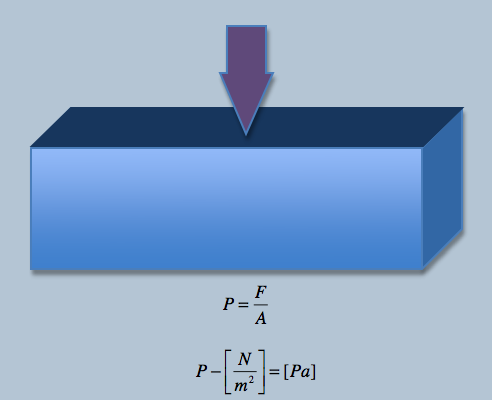 P = F/A
P - [N/m²] = [Pa]